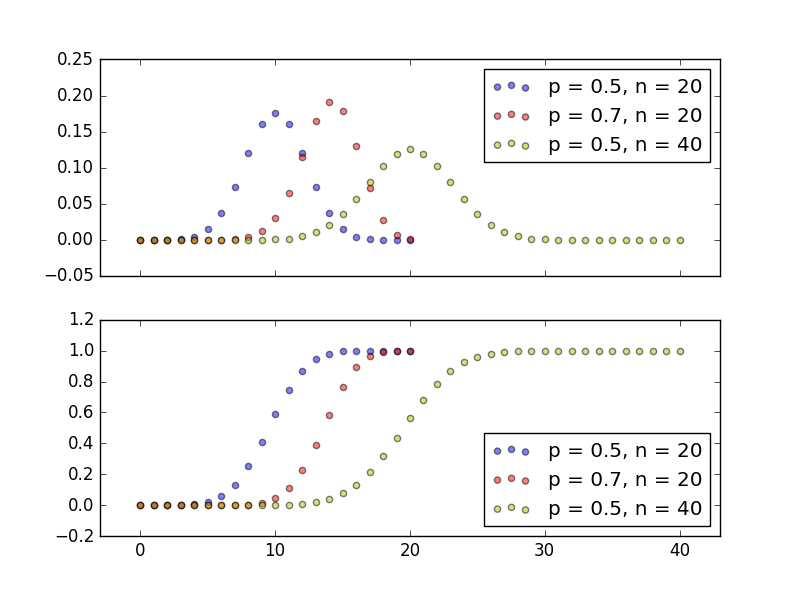 0.25
0.20
0.15
0.10
0.05
0.00
−0.05
p = 0.5, n = 20
p = 0.7, n = 20
p = 0.5, n = 40
1.2
1.0
0.8
0.6
0.4
0.2
0.0
−0.2
p = 0.5, n = 20
p = 0.7, n = 20
p = 0.5, n = 40
0 10 20 30 40